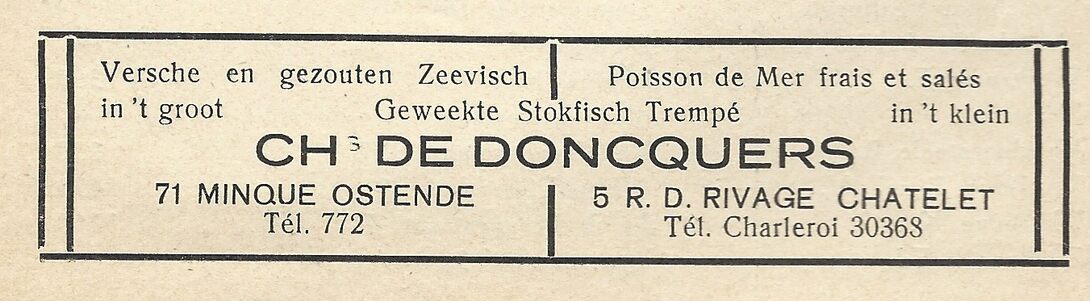 Versche en gezouten Zeevisch Poisson de Mer frais et salés
in 't groot Geweekte Stokfisch Trempé in 't klein
CHˢ DE DONCQUERS
71 MINQUE OSTENDE 5 R. D. RIVAGE CHATELET
Tél. 772 Tél. Charleroi 30368